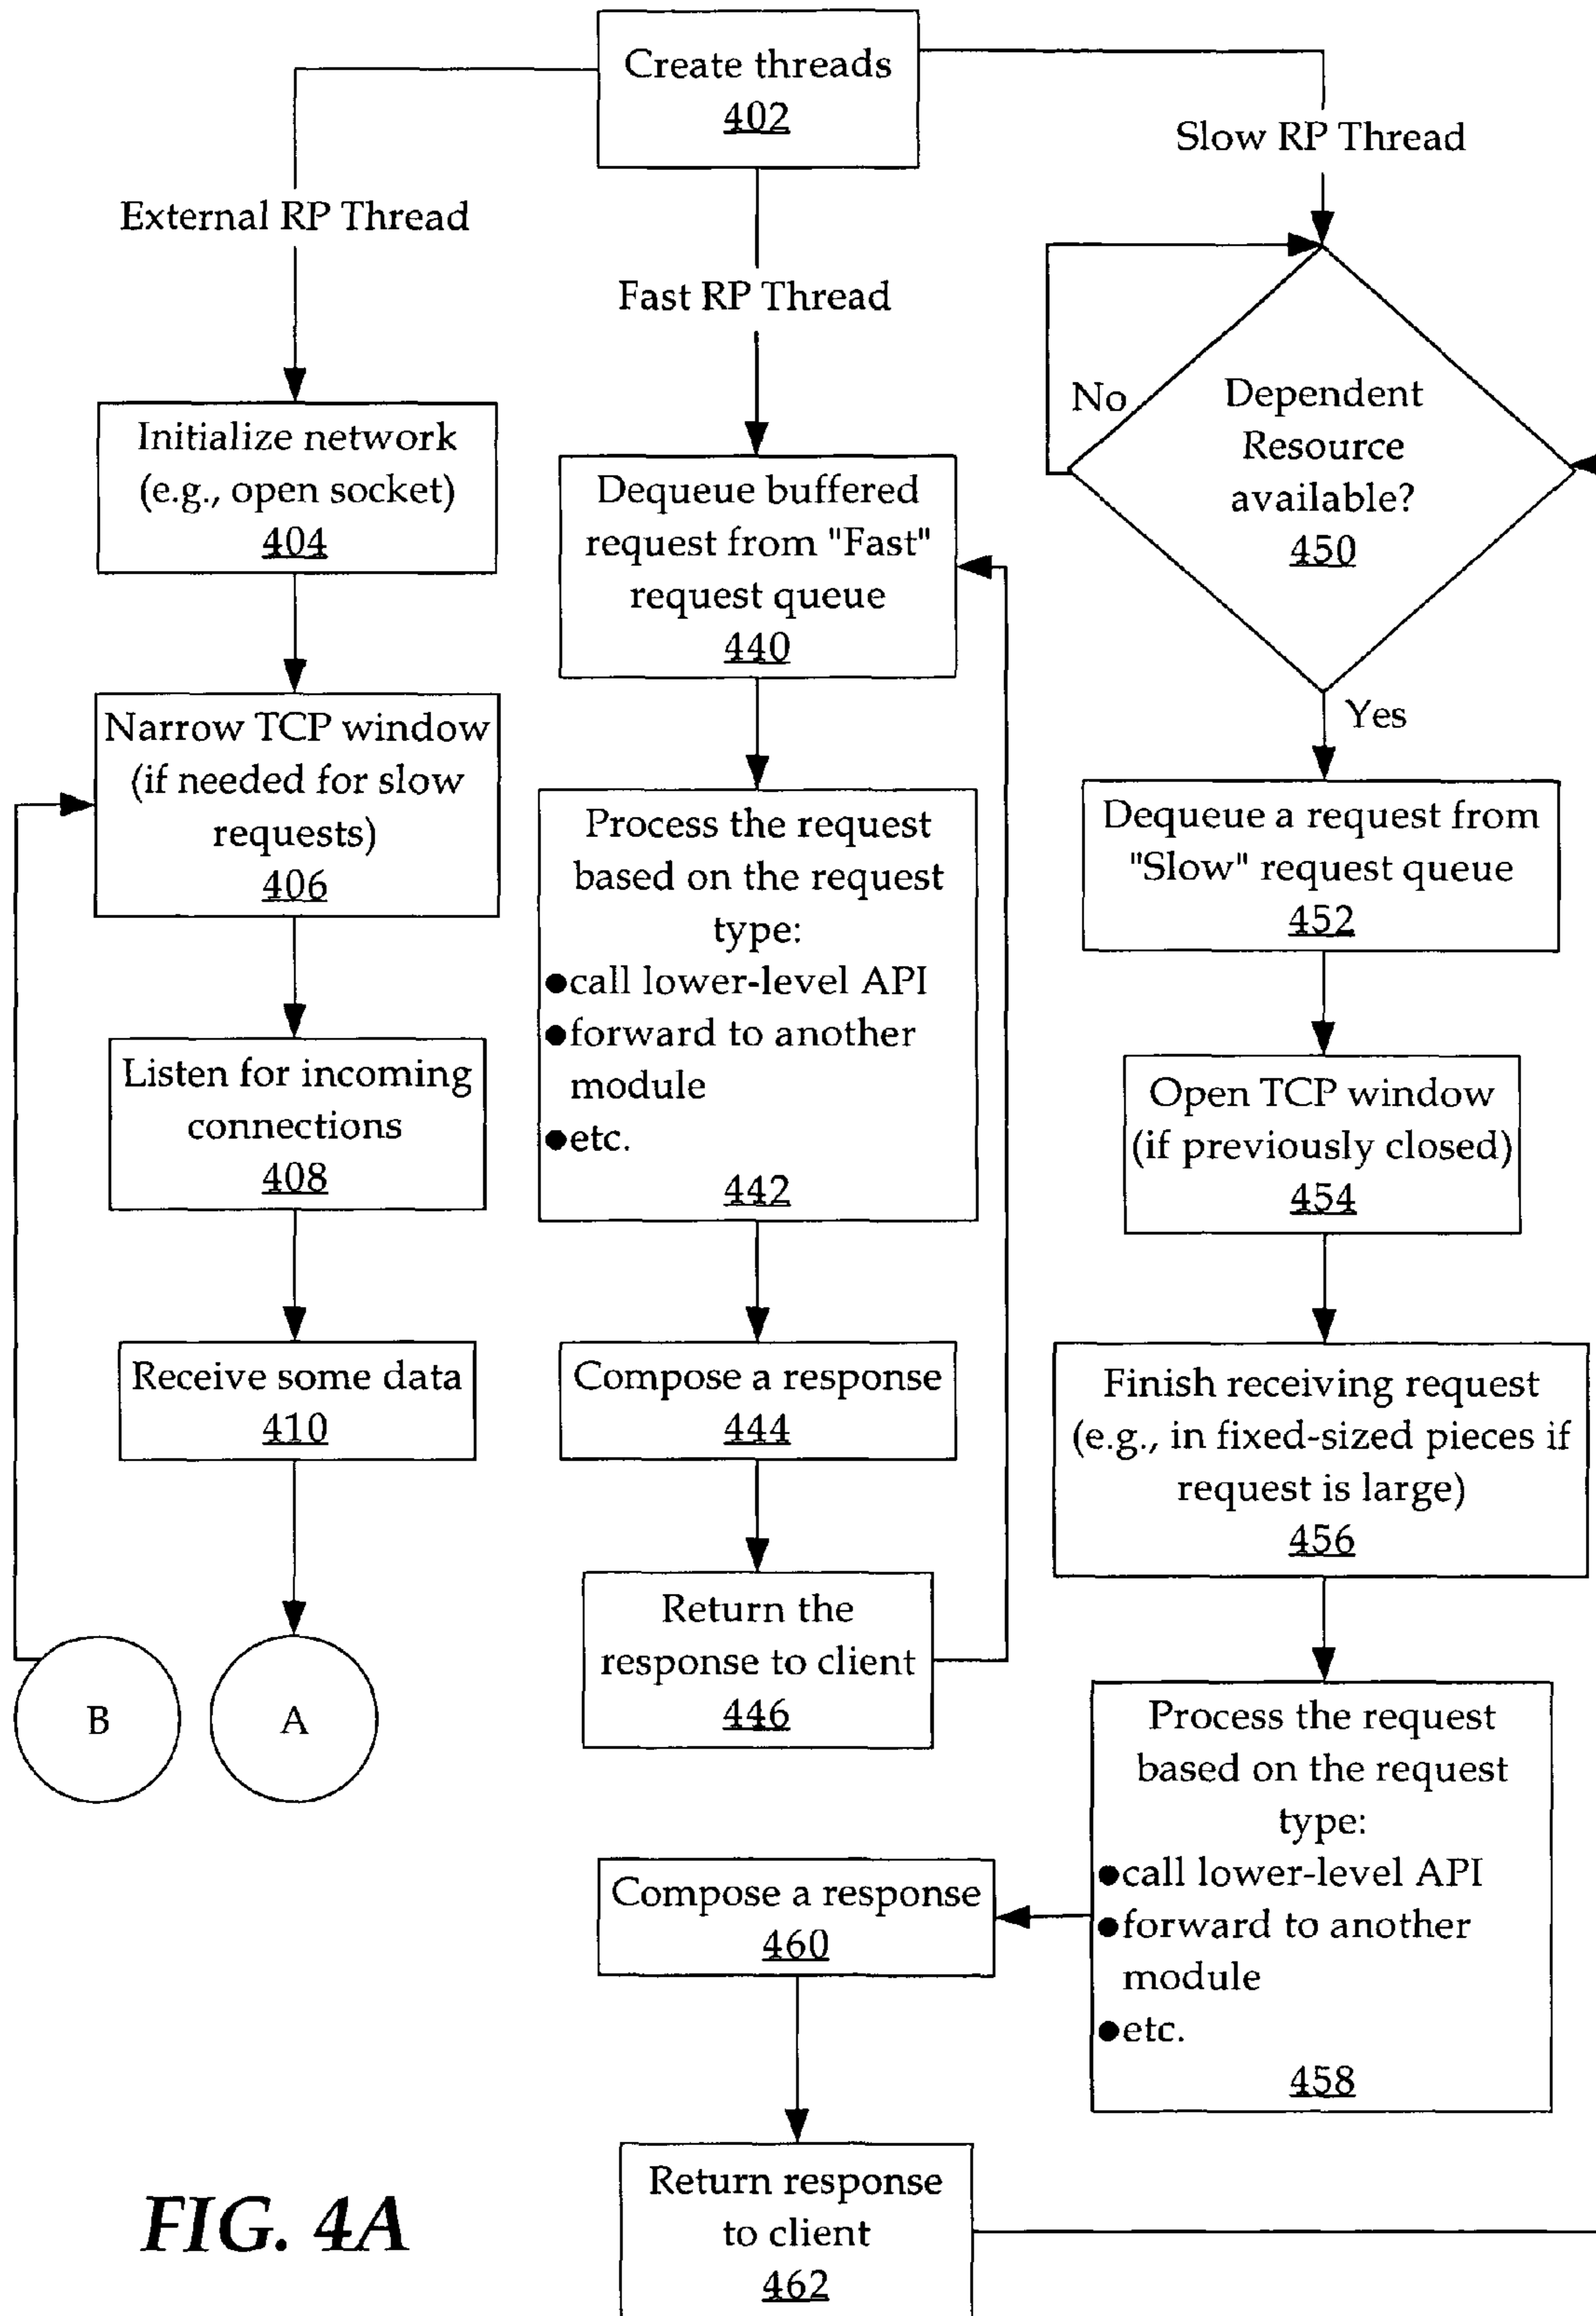 Create threads
402
External RP Thread
Initialize network
(e.g., open socket)
404
Narrow TCP window
(if needed for slow
requests)
406
Listen for incoming
connections
408
Receive some data
410
B
A
Fast RP Thread
Dequeue buffered
request from "Fast"
request queue
440
Process the request
based on the request
type:
●call lower-level API
●forward to another
module
●etc.
442
Compose a response
444
Return the
response to client
446
Slow RP Thread
Dependent
Resource
available?
450
No
Yes
Dequeue a request from
"Slow" request queue
452
Open TCP window
(if previously closed)
454
Finish receiving request
(e.g., in fixed-sized pieces if
request is large)
456
Process the request
based on the request
type:
●call lower-level API
●forward to another
module
●etc.
458
Compose a response
460
Return response
to client
462
FIG. 4A